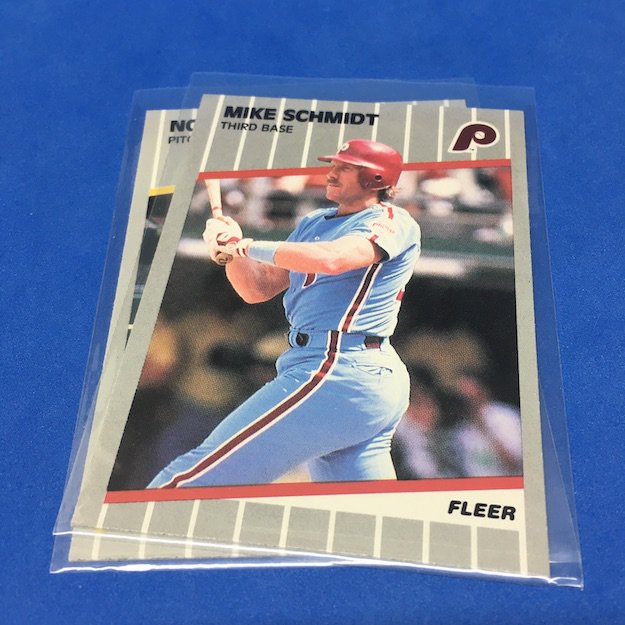 MIKE SCHMIDT
THIRD BASE
P
NO
PITC
FLEER